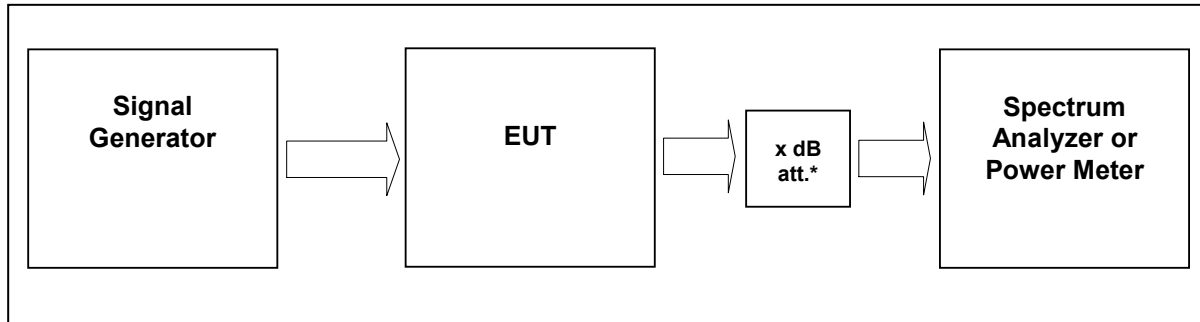 Signal
Generator
EUT
x dB
att.*
Spectrum
Analyzer or
Power Meter